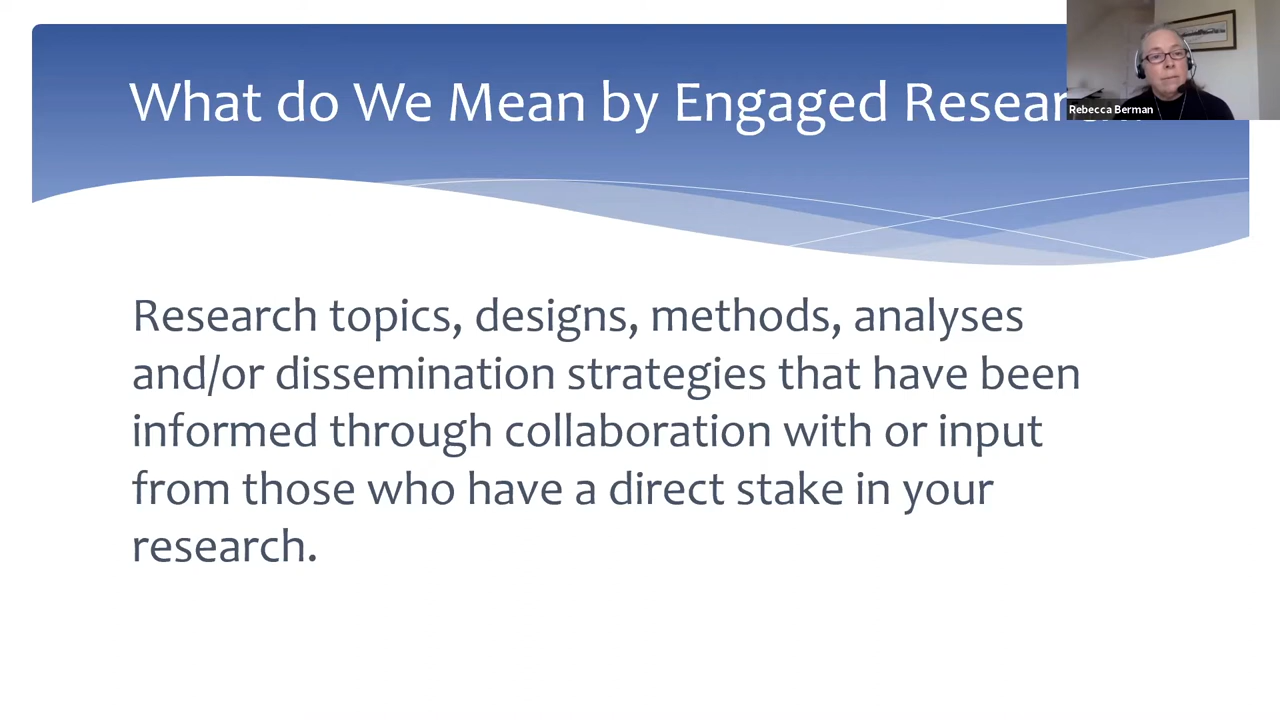 What do We Mean by Engaged
Rebecca Berman
Research topics, designs, methods, analyses
and/or dissemination strategies that have been
informed through collaboration with or input
from those who have a direct stake in your
research.